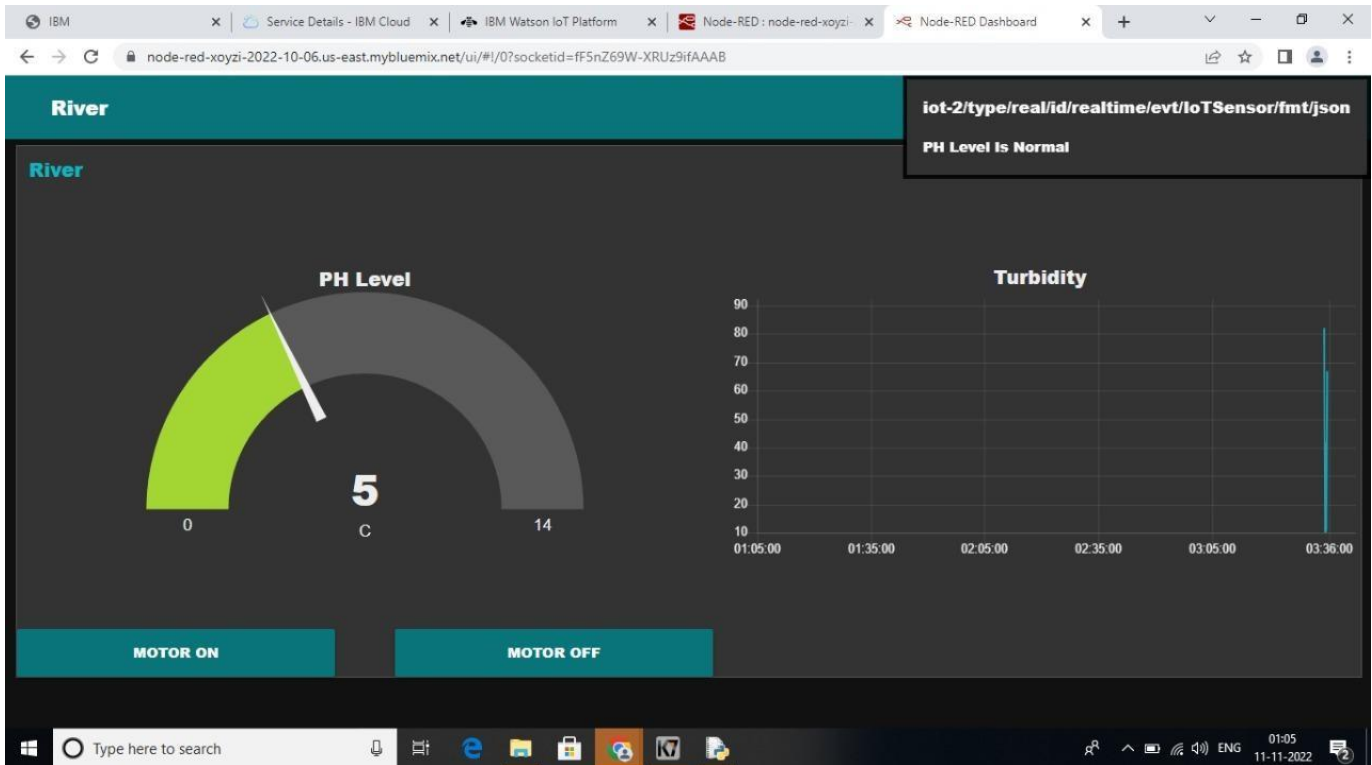 IBM
Service Details - IBM Cloud
IBM Watson IoT Platform
Node-RED : node-red-xoyzi-
Node-RED Dashboard
node-red-xoyzi-2022-10-06.us-east.mybluemix.net/ui/#!/0?socketid=fF5nZ69W-XRUz9ifAAAB
River
iot-2/type/real/id/realtime/evt/IoTSensor/fmt/json
PH Level Is Normal
River
PH Level
5
C
0
14
Turbidity
90
80
70
60
50
40
30
20
10
01:05:00 01:35:00 02:05:00 02:35:00 03:05:00 03:36:00
MOTOR ON
MOTOR OFF
Type here to search
K7
ENG
01:05
11-11-2022
2